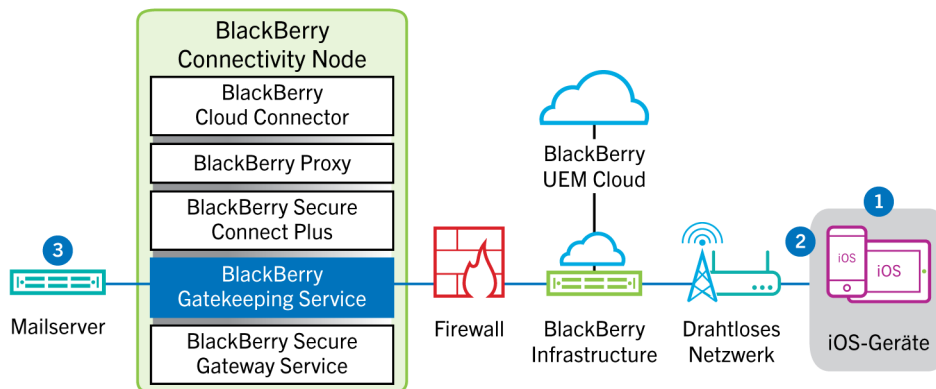 BlackBerry
Connectivity Node
BlackBerry
Cloud Connector
BlackBerry Proxy
BlackBerry Secure
Connect Plus
BlackBerry
Gatekeeping Service
BlackBerry Secure
Gateway Service
3
Mailserver
Firewall
BlackBerry
UEM Cloud
BlackBerry
Infrastructure
Drahtloses
Netzwerk
1
2
iOS
iOS
iOS-Geräte